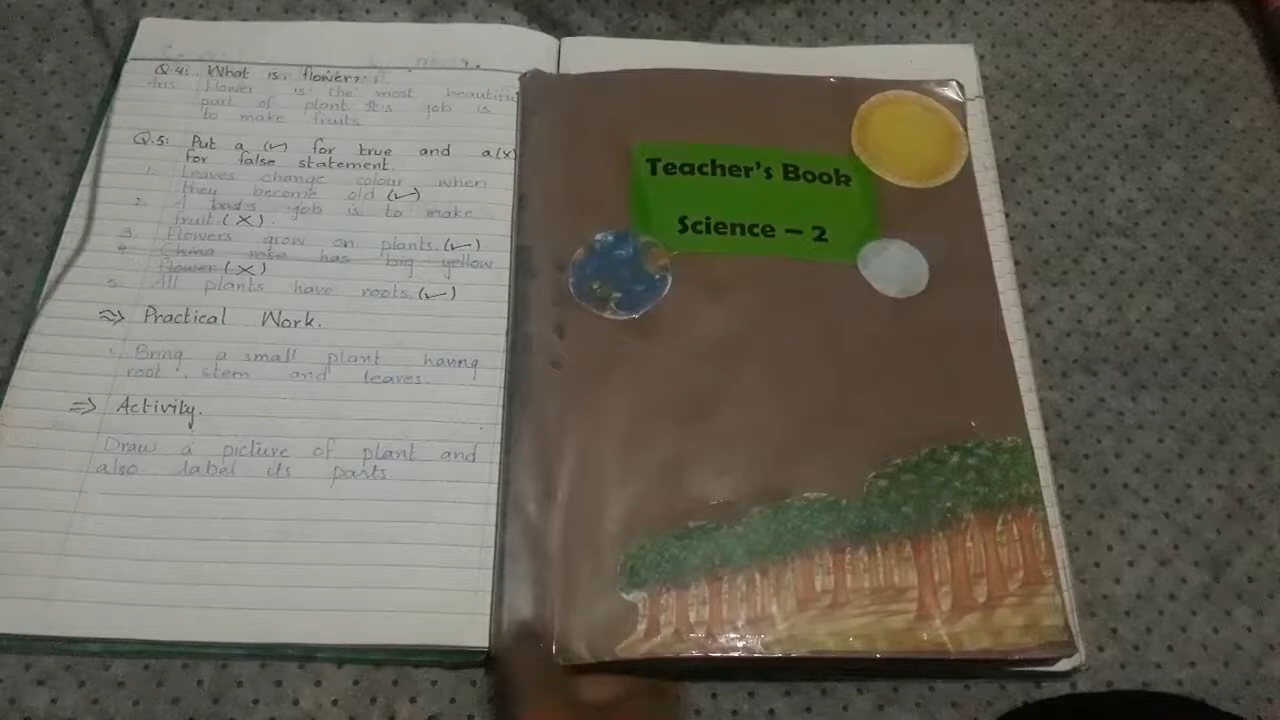 Q.4: What is flower?
Ans Flower is the most beautiful
part of plant its job is
to make fruits
Q.5: Put a (✓) for true and a (x)
for false statement.
1. Leaves change colour when
they become old (✓)
2. A bud's job is to make
fruit. (X)
3. Flowers grow on plants. (✓)
4. China rose has big yellow
flower (X)
5. All plants have roots. (✓)
⇒ Practical Work.
1. Bring a small plant having
root, stem and leaves.
⇒ Activity.
Draw a picture of plant and
also label its parts.
Teacher's Book
Science – 2